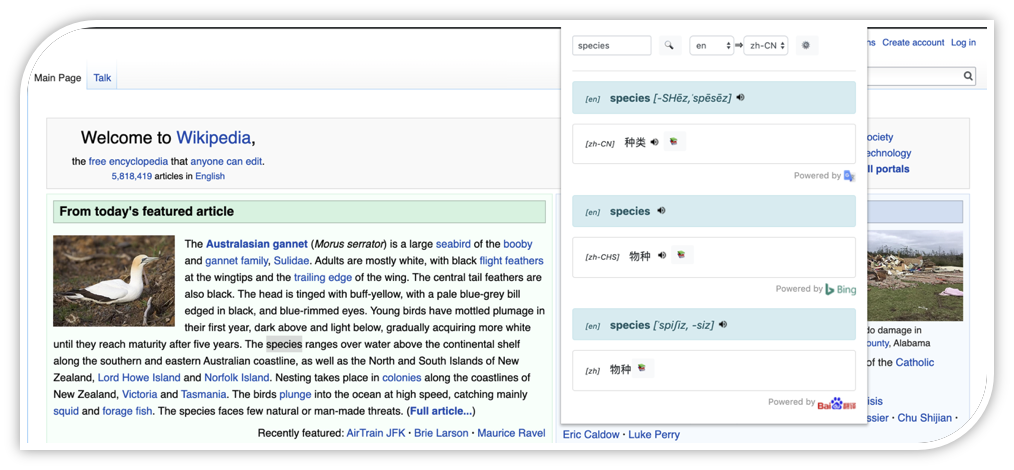 Main Page
Talk
Create account
Log in
Welcome to Wikipedia,
the free encyclopedia that anyone can edit.
5,818,419 articles in English
From today's featured article
The Australasian gannet (Morus serrator) is a large seabird of the booby
and gannet family, Sulidae. Adults are mostly white, with black flight feathers
at the wingtips and the trailing edge of the wing. The central tail feathers are
also black. The head is tinged with buff-yellow, with a pale blue-grey bill
edged in black, and blue-rimmed eyes. Young birds have mottled plumage in
their first year, dark above and light below, gradually acquiring more white
until they reach maturity after five years. The species ranges over water above the continental shelf
along the southern and eastern Australian coastline, as well as the North and South Islands of New
Zealand, Lord Howe Island and Norfolk Island. Nesting takes place in colonies along the coastlines of
New Zealand, Victoria and Tasmania. The birds plunge into the ocean at high speed, catching mainly
squid and forage fish. The species faces few natural or man-made threats. (Full article...)
Recently featured: AirTrain JFK · Brie Larson · Maurice Ravel
species
en ⇒ zh-CN
[en] species [-SHēz,ˈspēsēz]
[zh-CN] 种类
Powered by
[en] species
[zh-CHS] 物种
Powered by Bing
[en] species [ˈspiʃiz, -siz]
[zh] 物种
Powered by Bai du 翻译
ociety
echnology
ll portals
do damage in
ounty, Alabama
of the Catholic
isis
ssier · Chu Shijian ·
Eric Caldow · Luke Perry